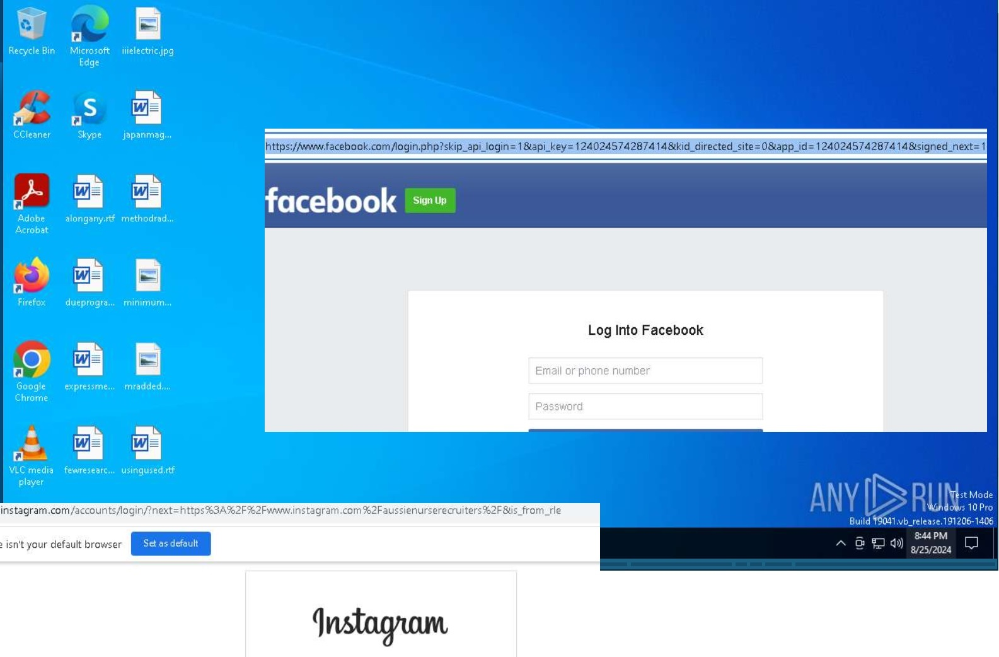 Recycle Bin
Microsoft
Edge
iiielectric.jpg
CCleaner
Skype
japanmag...
Adobe
Acrobat
alongany.rtf
methodrad...
Firefox
dueprogra...
minimum...
Google
Chrome
expressme...
mradded....
VLC media
player
fewresearc...
usingused.rtf
https://www.facebook.com/login.php?skip_api_login=1&api_key=124024574287414&kid_directed_site=0&app_id=124024574287414&signed_next=1
facebook
Sign Up
Log Into Facebook
Email or phone number
Password
ANY RUN
Test Mode
Windows 10 Pro
Build 19041.vb_release.191206-1406
8:44 PM
8/25/2024
instagram.com/accounts/login/?next=https%3A%2F%2Fwww.instagram.com%2Faussienurserecruiters%2F&is_from_rle
e isn't your default browser
Set as default
Instagram